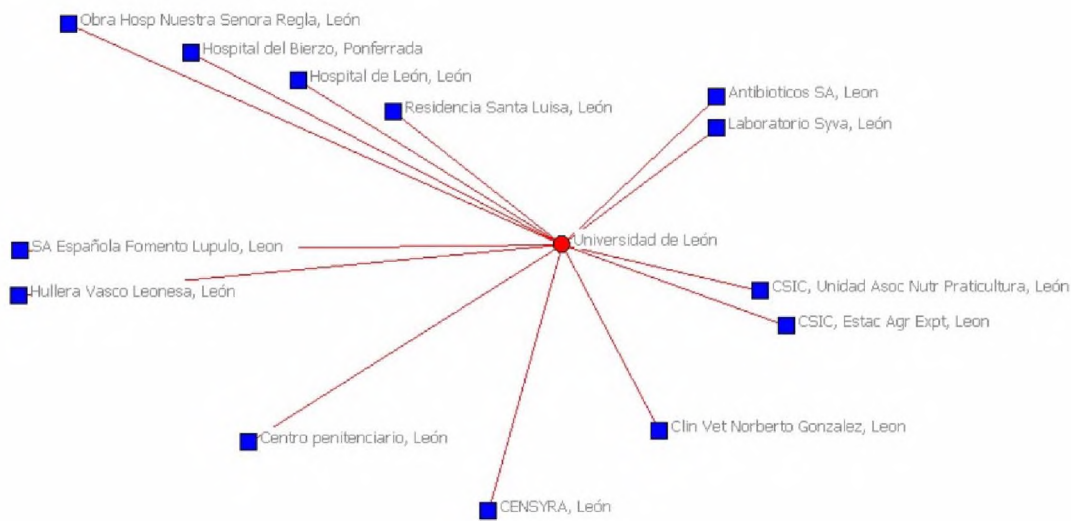 Obra Hosp Nuestra Senora Regla, León
Hospital del Bierzo, Ponferrada
Hospital de León, León
Residencia Santa Luisa, León
Antibioticos SA, Leon
Laboratorio Syva, León
Universidad de León
SA Española Fomento Lupulo, Leon
Hullera Vasco Leonesa, León
CSIC, Unidad Asoc Nutr Praticultura, León
CSIC, Estac Agr Expt, Leon
Clin Vet Norberto Gonzalez, Leon
Centro penitenciario, León
CENSYRA, León